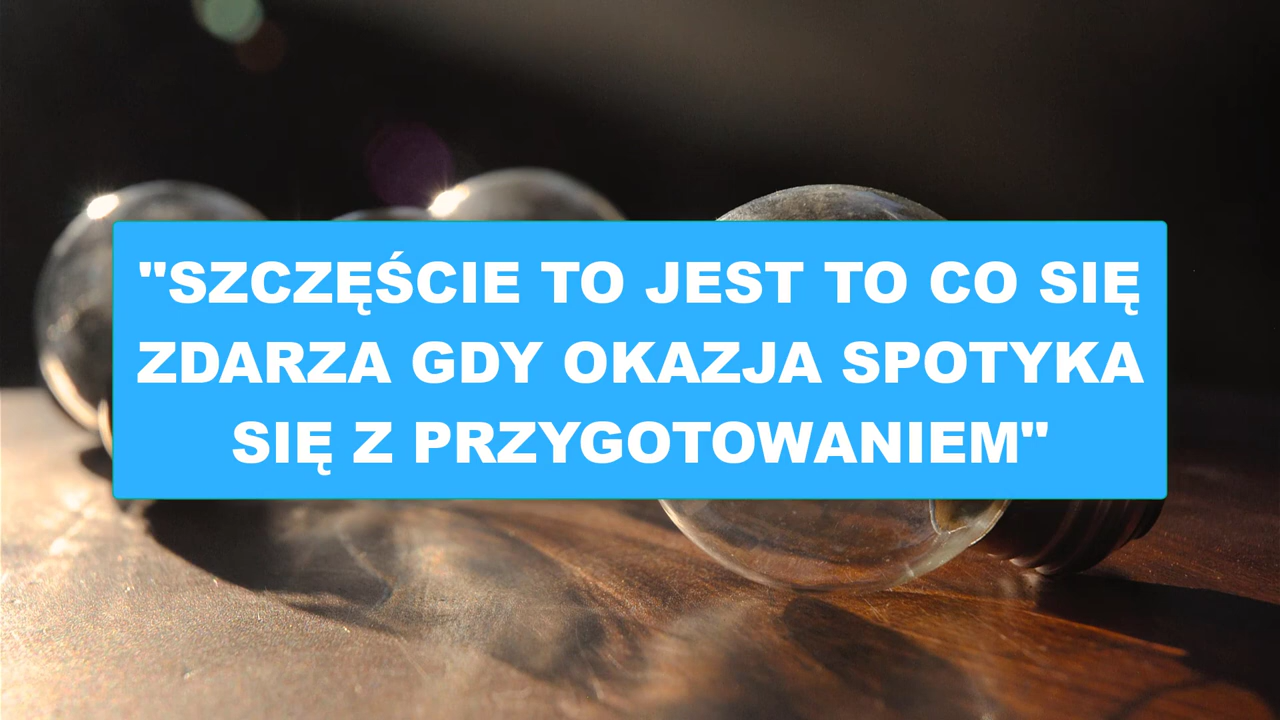 "SZCZĘŚCIE TO JEST TO CO SIĘ
ZDARZA GDY OKAZJA SPOTYKA
SIĘ Z PRZYGOTOWANIEM"